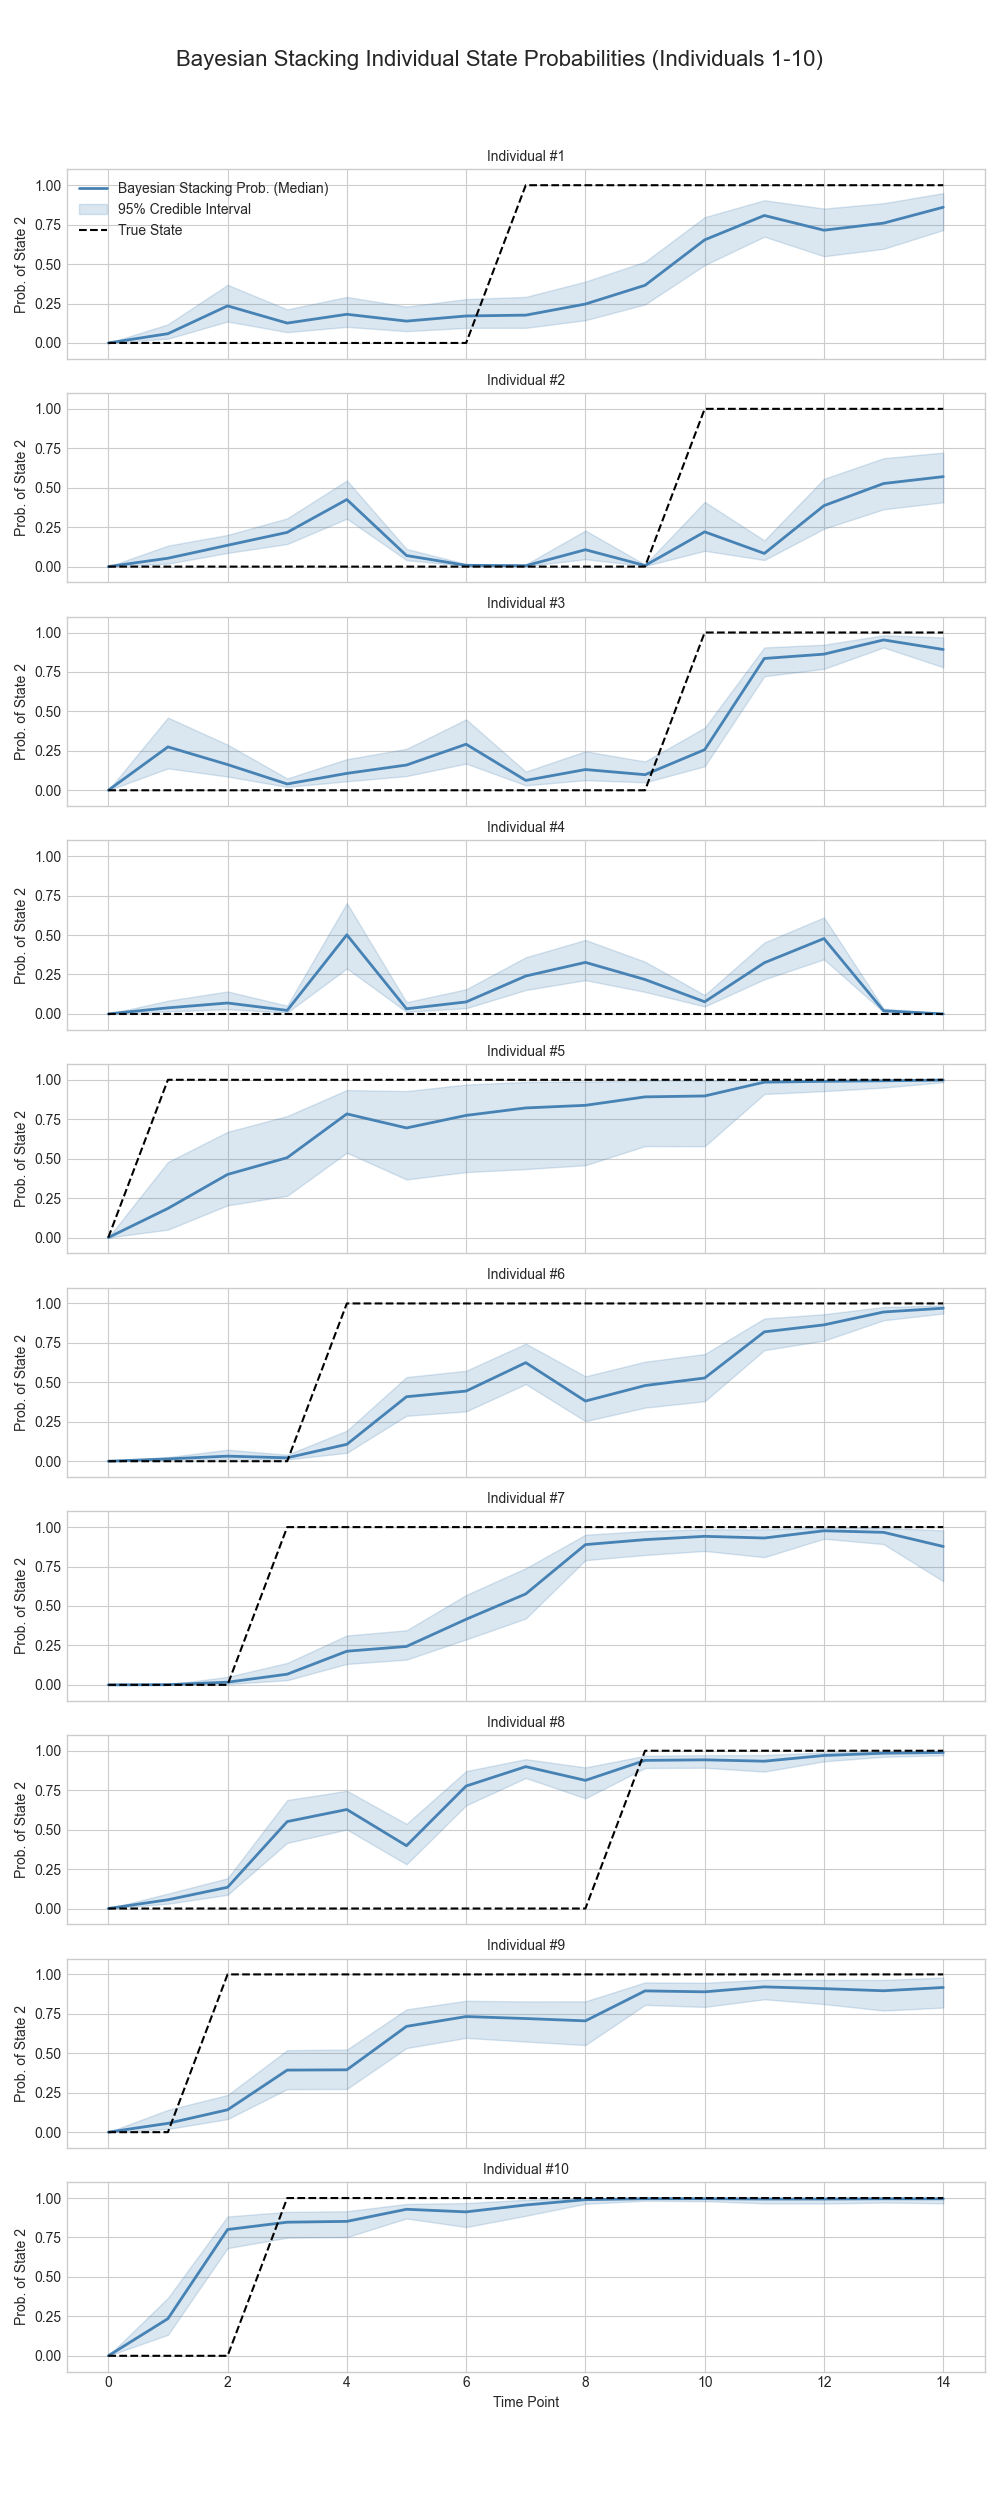 Bayesian Stacking Individual State Probabilities (Individuals 1-10)
Individual #1
Bayesian Stacking Prob. (Median)
95% Credible Interval
True State
Prob. of State 2
1.00
0.75
0.50
0.25
0.00
Individual #2
Prob. of State 2
1.00
0.75
0.50
0.25
0.00
Individual #3
Prob. of State 2
1.00
0.75
0.50
0.25
0.00
Individual #4
Prob. of State 2
1.00
0.75
0.50
0.25
0.00
Individual #5
Prob. of State 2
1.00
0.75
0.50
0.25
0.00
Individual #6
Prob. of State 2
1.00
0.75
0.50
0.25
0.00
Individual #7
Prob. of State 2
1.00
0.75
0.50
0.25
0.00
Individual #8
Prob. of State 2
1.00
0.75
0.50
0.25
0.00
Individual #9
Prob. of State 2
1.00
0.75
0.50
0.25
0.00
Individual #10
Prob. of State 2
1.00
0.75
0.50
0.25
0.00
0 2 4 6 8 10 12 14
Time Point